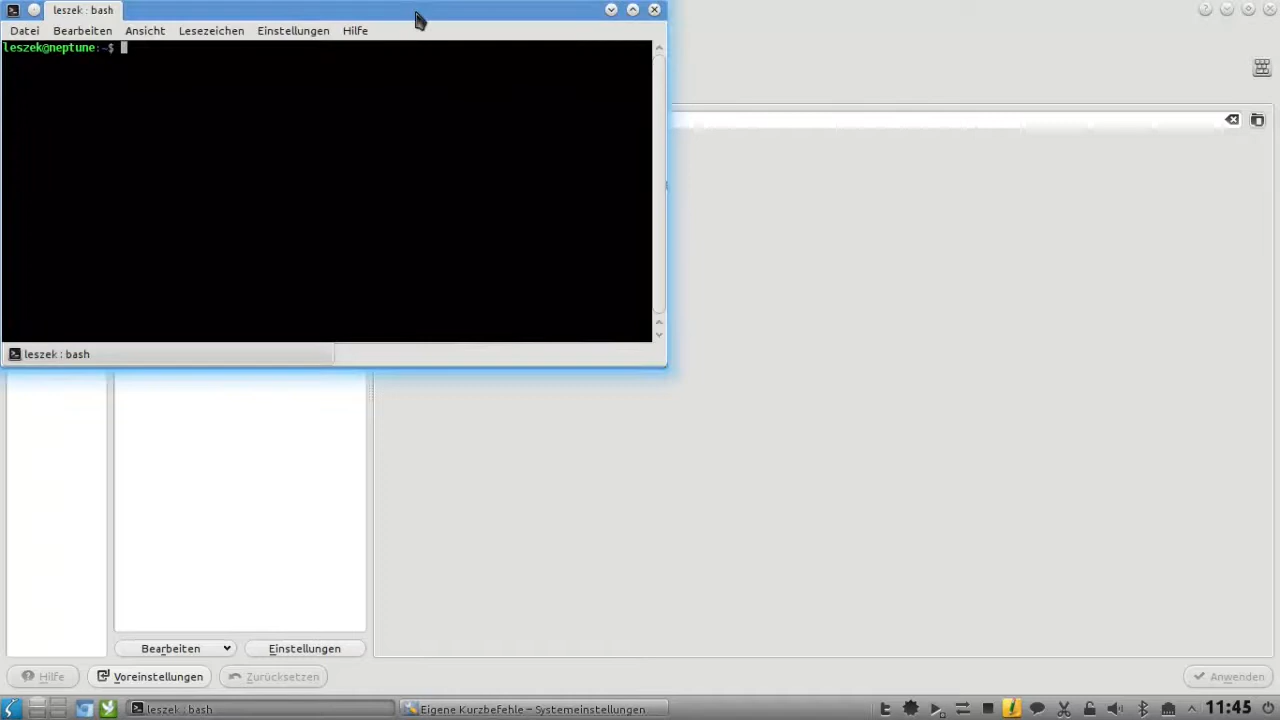 leszek : bash
Datei Bearbeiten Ansicht Lesezeichen Einstellungen Hilfe
leszek@neptune:~$
leszek : bash
Bearbeiten Einstellungen
Hilfe Voreinstellungen Zurücksetzen Anwenden
leszek : bash Eigene Kurzbefehle – Systemeinstellungen 11:45